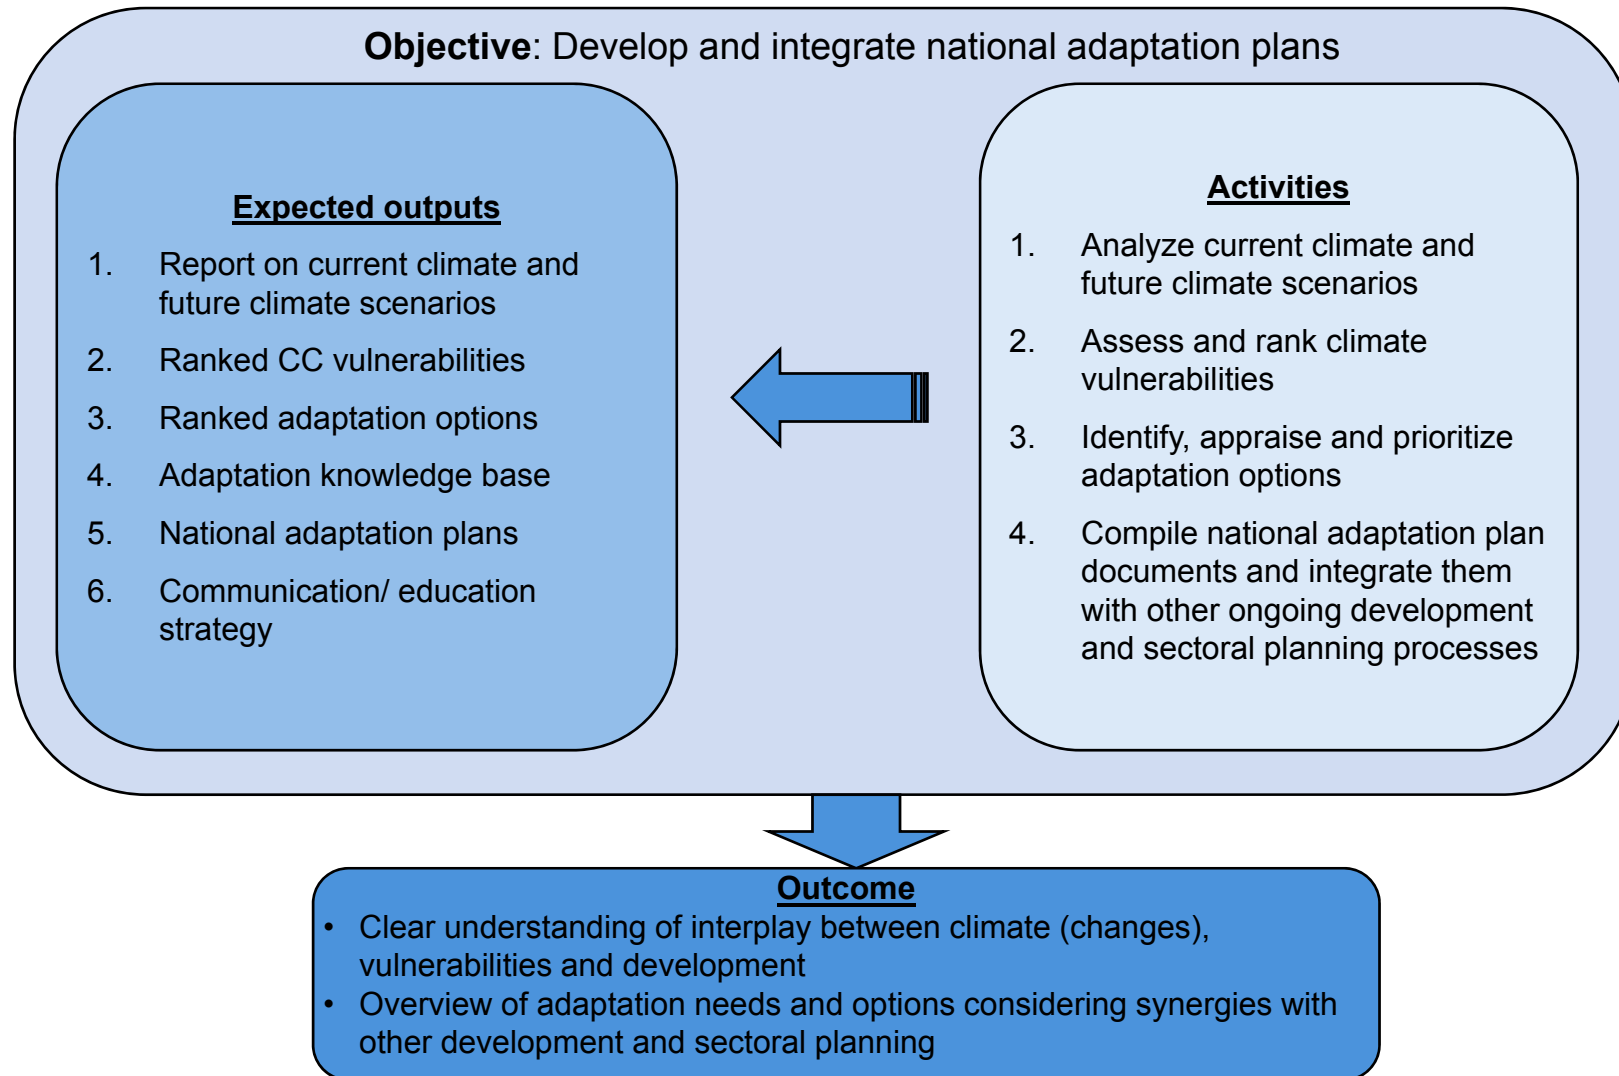 Objective: Develop and integrate national adaptation plans
Expected outputs
1. Report on current climate and
future climate scenarios
2. Ranked CC vulnerabilities
3. Ranked adaptation options
4. Adaptation knowledge base
5. National adaptation plans
6. Communication/ education
strategy
Activities
1. Analyze current climate and
future climate scenarios
2. Assess and rank climate
vulnerabilities
3. Identify, appraise and prioritize
adaptation options
4. Compile national adaptation plan
documents and integrate them
with other ongoing development
and sectoral planning processes
Outcome
• Clear understanding of interplay between climate (changes),
vulnerabilities and development
• Overview of adaptation needs and options considering synergies with
other development and sectoral planning